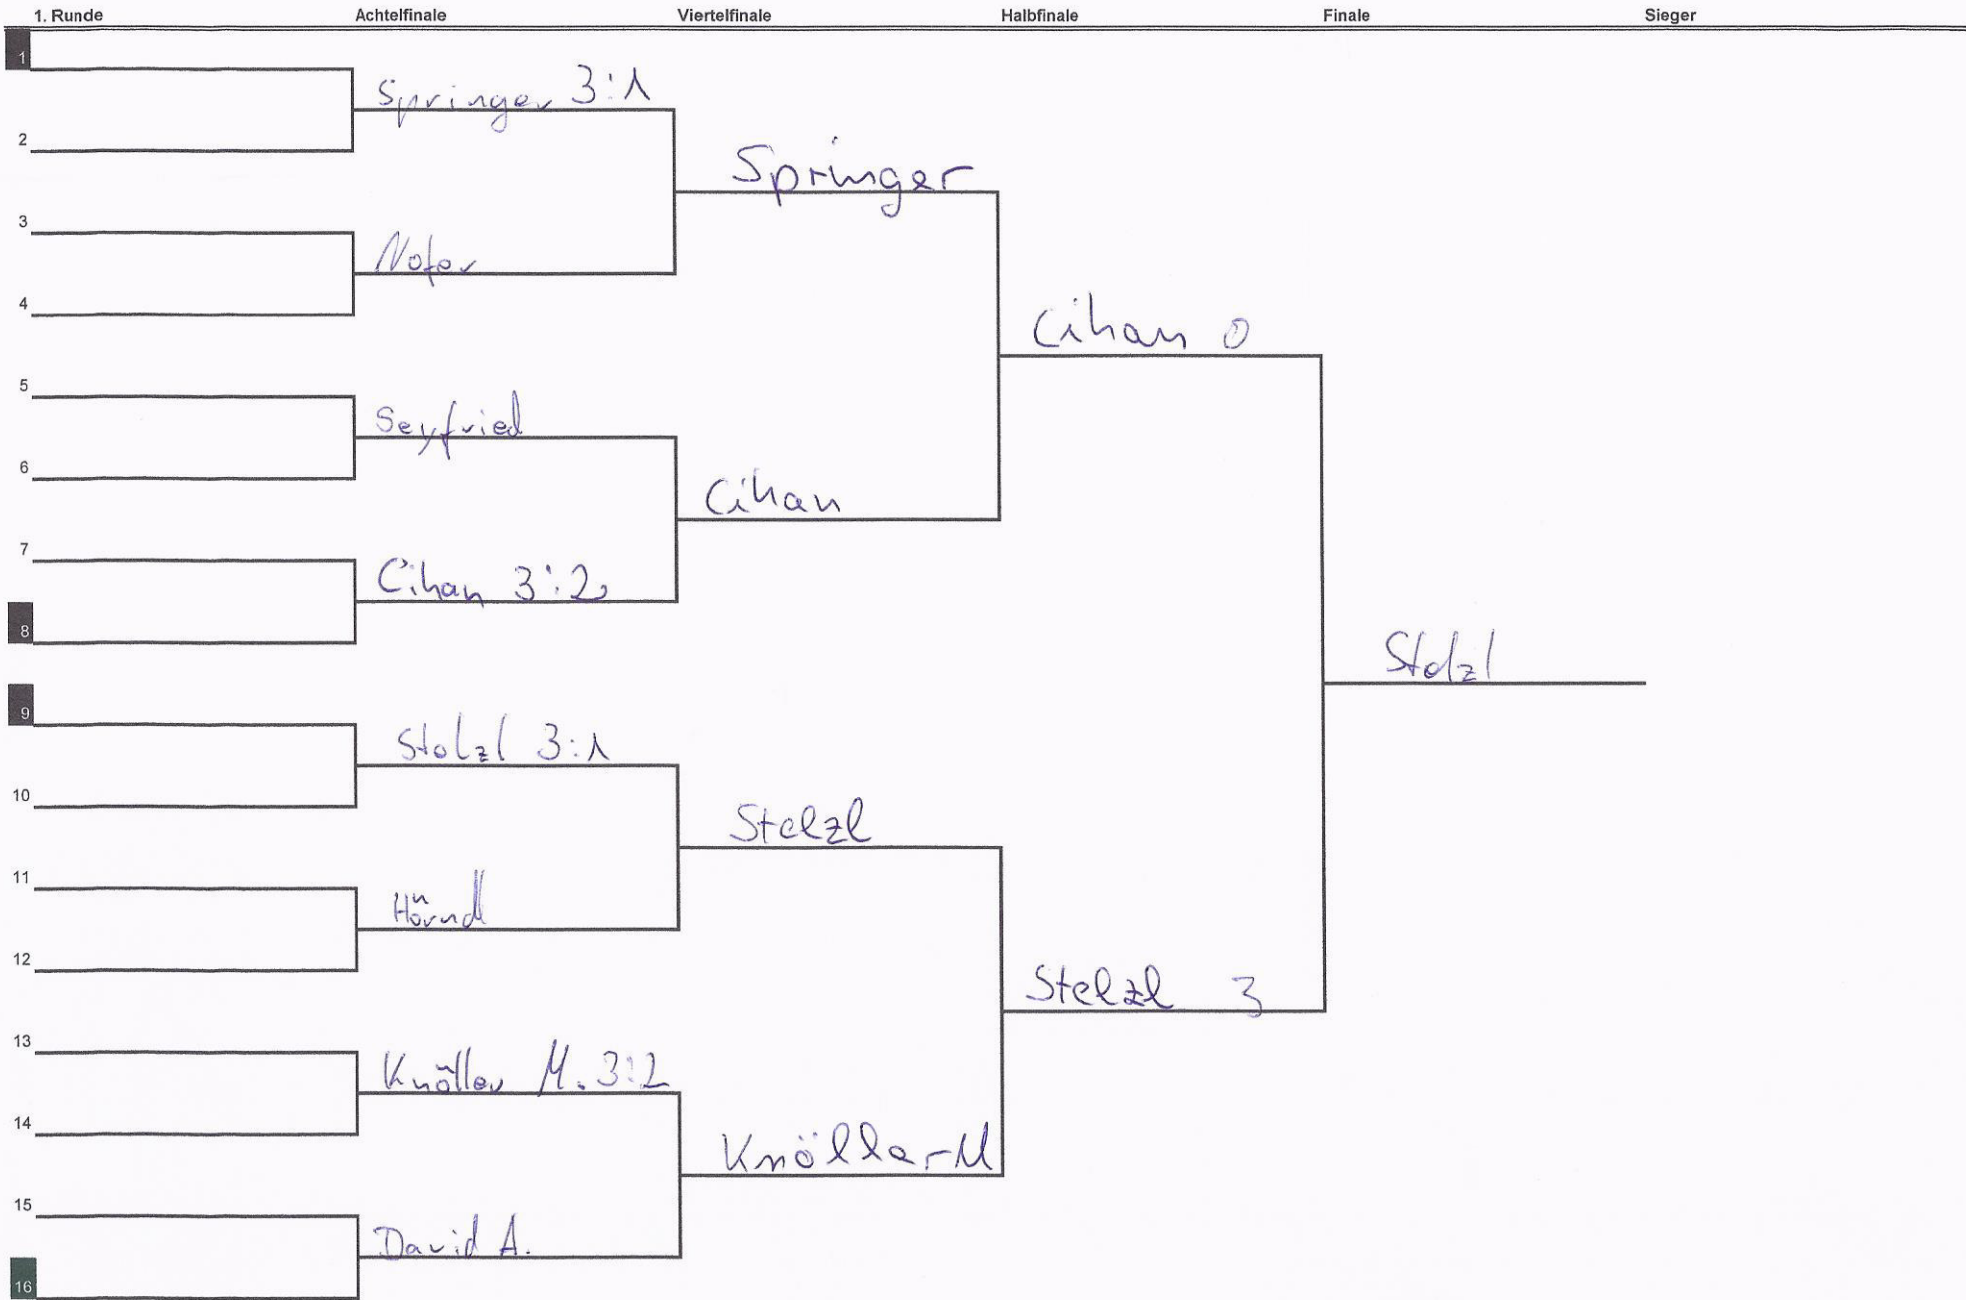 1. Runde Achtelfinale Viertelfinale Halbfinale Finale Sieger
1
Springer 3:1
2
Springer
3
Nofer
4
Cihan 0
5
Seyfried
6
Cihan
7
Cihan 3:2
8
Stelzl
9
Stolzl 3:1
10
Stelzl
11
Hörndl
12
Stelzl 3
13
Knöller M. 3:2
14
Knöller M
15
David A.
16